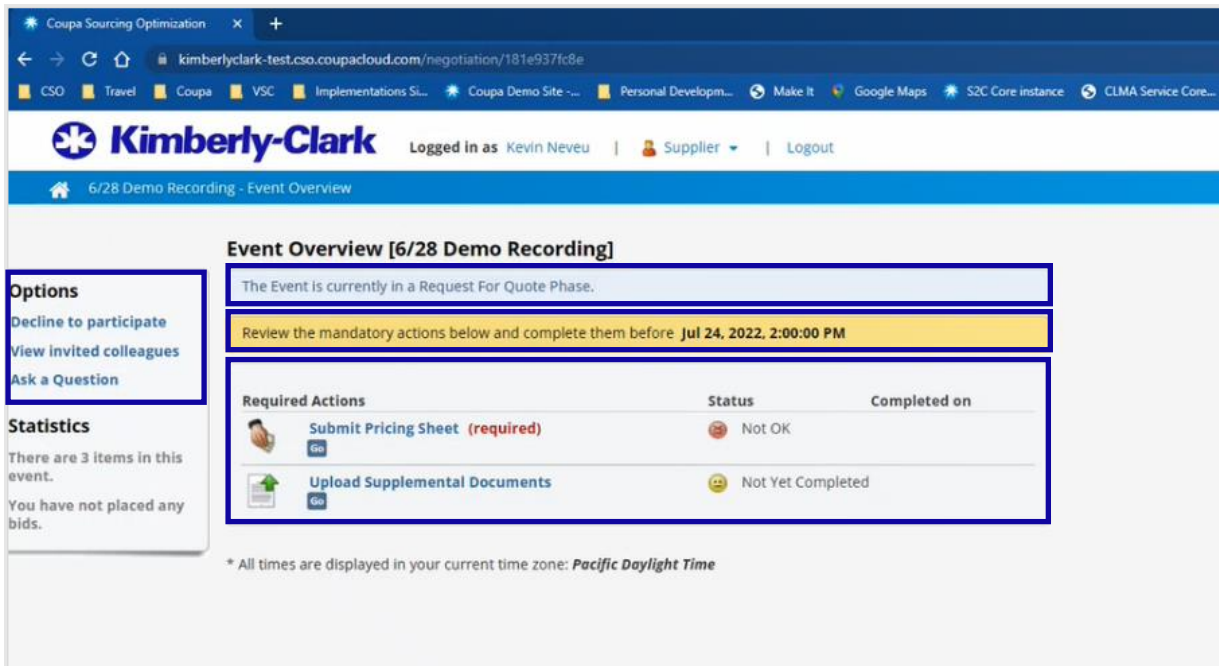 Coupa Sourcing Optimization
kimberlyclark-test.cso.coupacloud.com/negotiation/181e937fc8e
CSO Travel Coupa VSC Implementations Si... Coupa Demo Site -... Personal Developm... Make It Google Maps S2C Core instance CLMA Service Core...
Kimberly-Clark Logged in as Kevin Neveu | Supplier | Logout
6/28 Demo Recording - Event Overview
Event Overview [6/28 Demo Recording]
The Event is currently in a Request For Quote Phase.
Review the mandatory actions below and complete them before Jul 24, 2022, 2:00:00 PM
Options
Decline to participate
View invited colleagues
Ask a Question
Statistics
There are 3 items in this
event.
You have not placed any
bids.
Required Actions Status Completed on
Submit Pricing Sheet (required) Not OK
Go
Upload Supplemental Documents Not Yet Completed
Go
* All times are displayed in your current time zone: Pacific Daylight Time